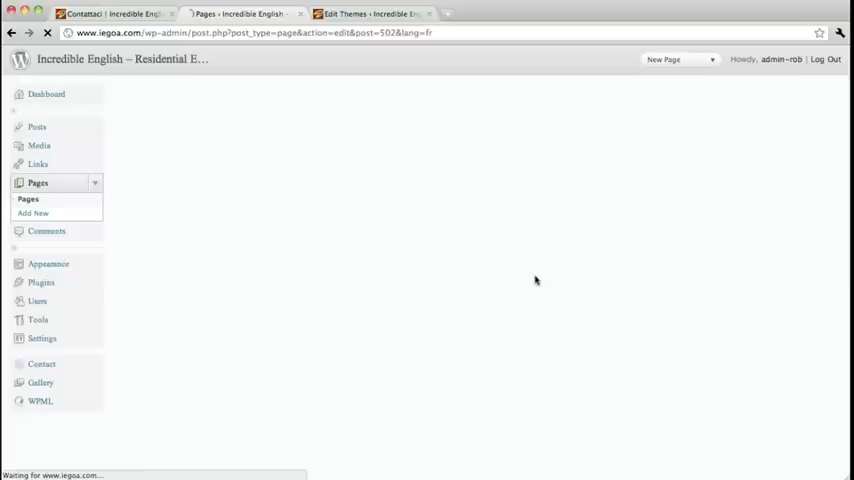 Contattaci | Incredible Engli
Pages ‹ Incredible English -
Edit Themes ‹ Incredible Eng
www.iegoa.com/wp-admin/post.php?post_type=page&action=edit&post=502&lang=fr
Incredible English – Residential E...
New Page
Howdy, admin-rob | Log Out
Dashboard
Posts
Media
Links
Pages
Pages
Add New
Comments
Appearance
Plugins
Users
Tools
Settings
Contact
Gallery
WPML
Waiting for www.iegoa.com...